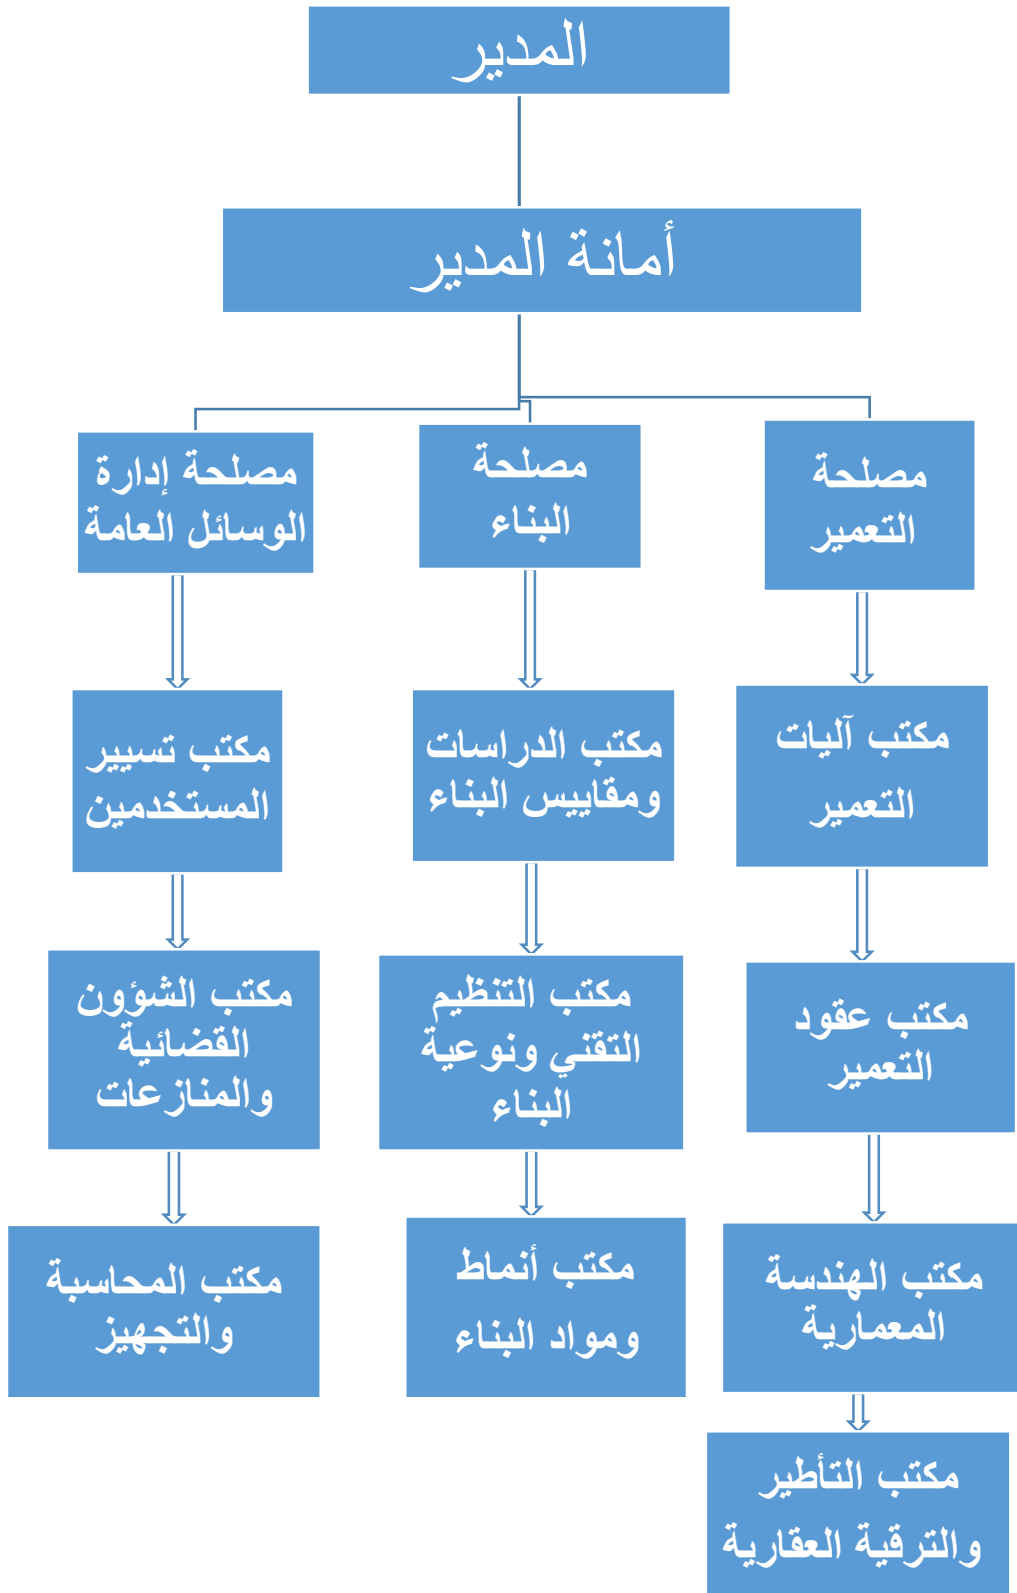 المدير
أمانة المدير
مصلحة
التعمير
مصلحة
البناء
مصلحة إدارة
الوسائل العامة
مكتب آليات
التعمير
مكتب الدراسات
ومقاييس البناء
مكتب تسيير
المستخدمين
مكتب عقود
التعمير
مكتب التنظيم
التقني ونوعية
البناء
مكتب الشؤون
القضائية
والمنازعات
مكتب الهندسة
المعمارية
مكتب أنماط
ومواد البناء
مكتب المحاسبة
والتجهيز
مكتب التأطير
والترقية العقارية